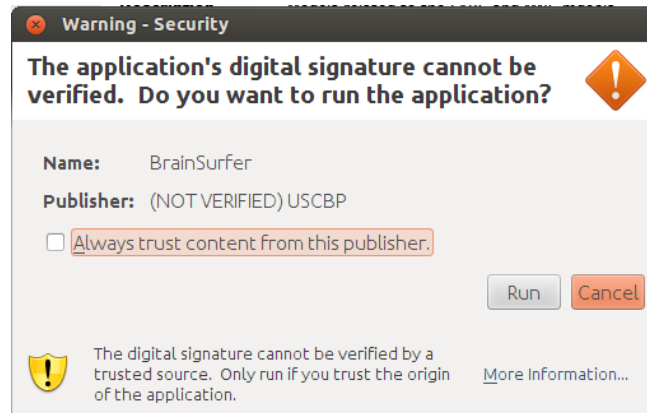 Warning - Security
The application's digital signature cannot be
verified.  Do you want to run the application?
Name: BrainSurfer
Publisher: (NOT VERIFIED) USCBP
Always trust content from this publisher.
Run Cancel
The digital signature cannot be verified by a
trusted source.  Only run if you trust the origin
of the application.
More Information...